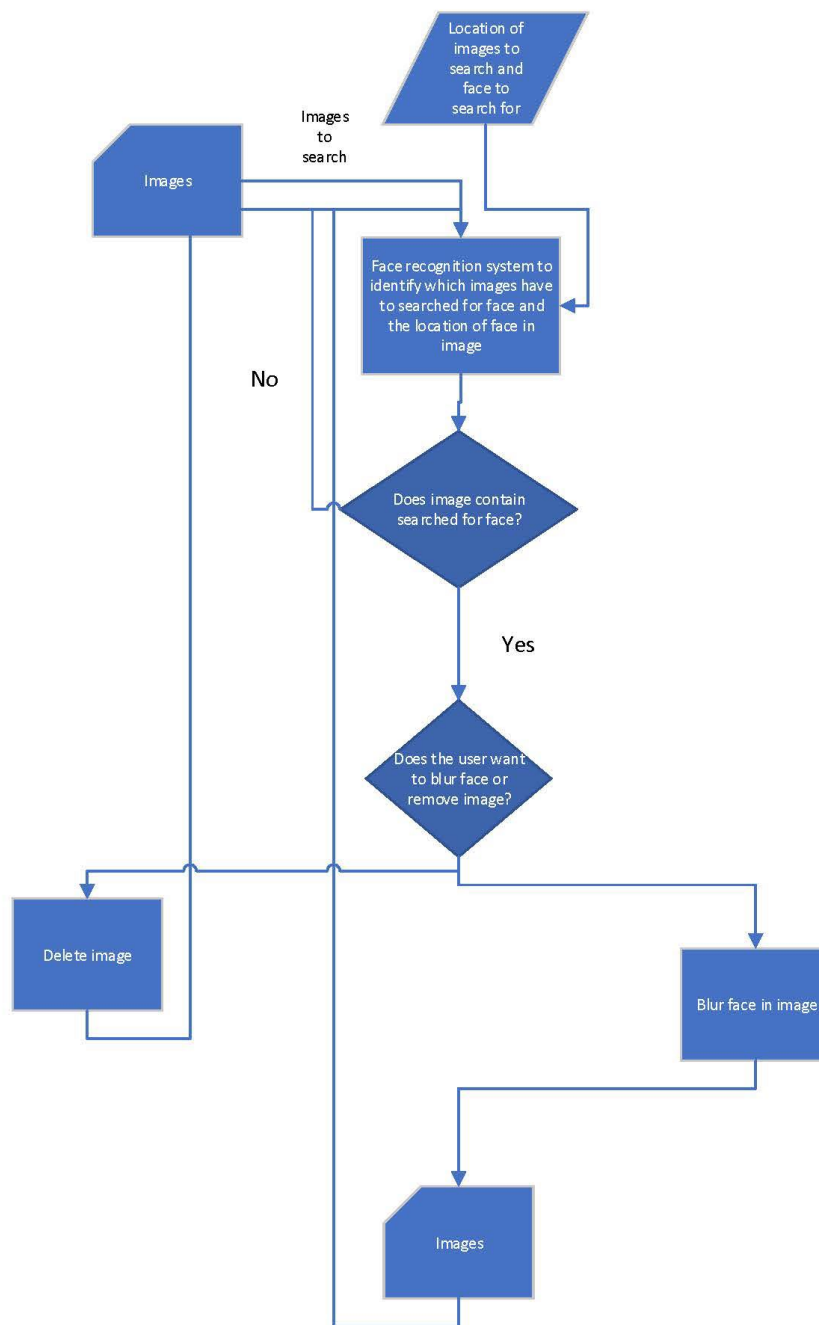 Location of
images to
search and
face to
search for
Images
to
search
Images
Face recognition system to
identify which images have
to searched for face and
the location of face in
image
No
Does image contain
searched for face?
Yes
Does the user want
to blur face or
remove image?
Delete image
Blur face in image
Images